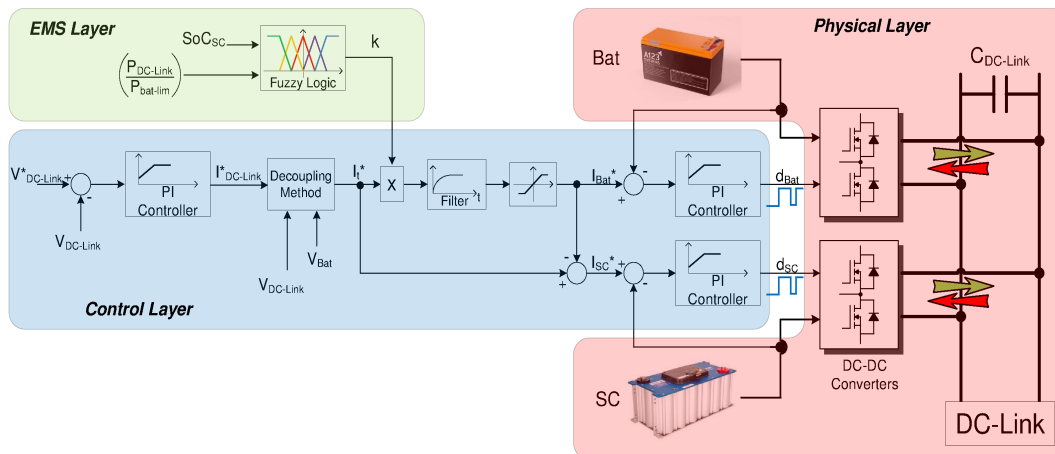 EMS Layer
SoC_SC
P_DC-Link
P_bat-lim
Fuzzy Logic
k
Physical Layer
Bat
A123
C_DC-Link
V*_DC-Link
+
-
V_DC-Link
PI
Controller
I*_DC-Link
Decoupling
Method
V_DC-Link
V_Bat
I_t*
X
Filter
t
I_Bat*
-
+
PI
Controller
d_Bat
-
+
I_SC*
+
-
PI
Controller
d_SC
Control Layer
SC
DC-DC
Converters
DC-Link